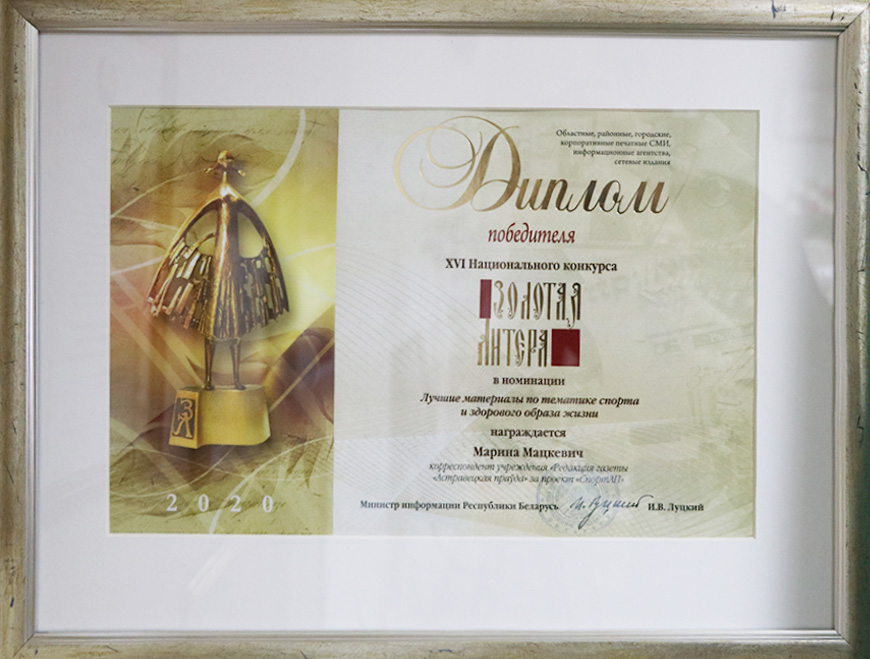 Областные, районные, городские,
корпоративные печатные СМИ,
информационные агентства,
сетевые издания
Диплом
победителя
XVI Национального конкурса
ЗОЛОТАЯ
ЛИТЕРА
в номинации
Лучшие материалы по тематике спорта
и здорового образа жизни
награждается
Марина Мацкевич
корреспондент учреждения «Редакция газеты
«Астравецкая праўда» за проект «СпортАП»
Министр информации Республики Беларусь И.В. Луцкий
2020